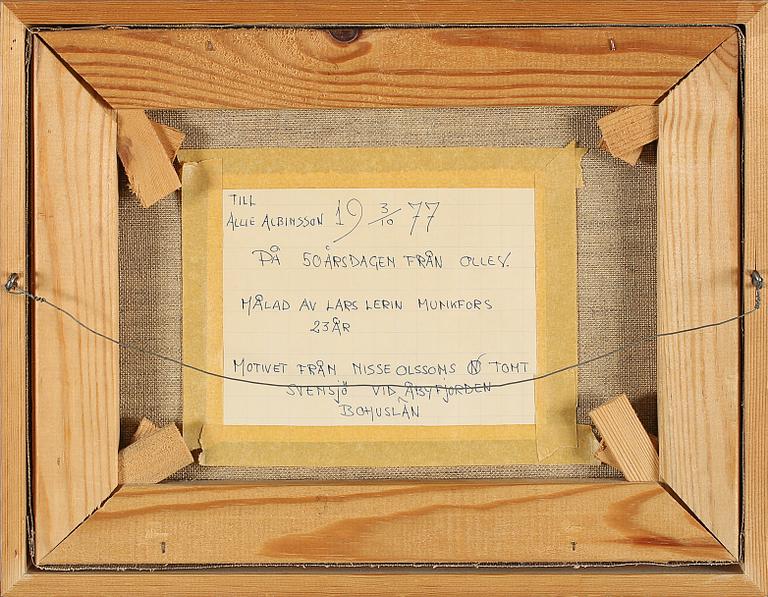 TILL
ALLIE ALBINSSON 19 3/10 77
PÅ 50ÅRSDAGEN FRÅN OLLES.
MÅLAD AV LARS LERIN MUNKFORS
23ÅR
MOTIVET FRÅN NISSE OLSSONS TOMT
SVENSJÖ VID ÅBYFJORDEN
BOHUSLÄN